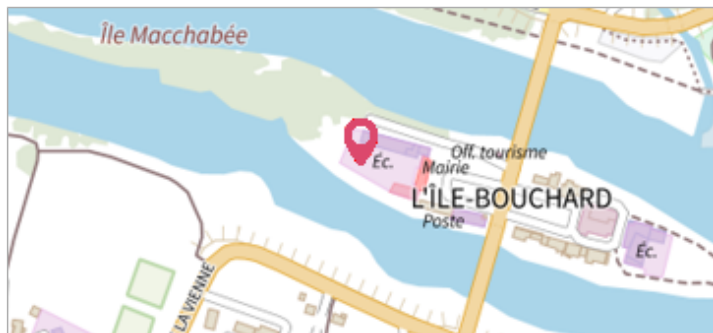 Île Macchabée
Éc.
Off. tourisme
Mairie
L'ÎLE-BOUCHARD
Poste
Éc.
LA VIENNE